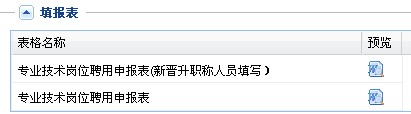 填报表
表格名称 预览
专业技术岗位聘用申报表(新晋升职称人员填写）
专业技术岗位聘用申报表